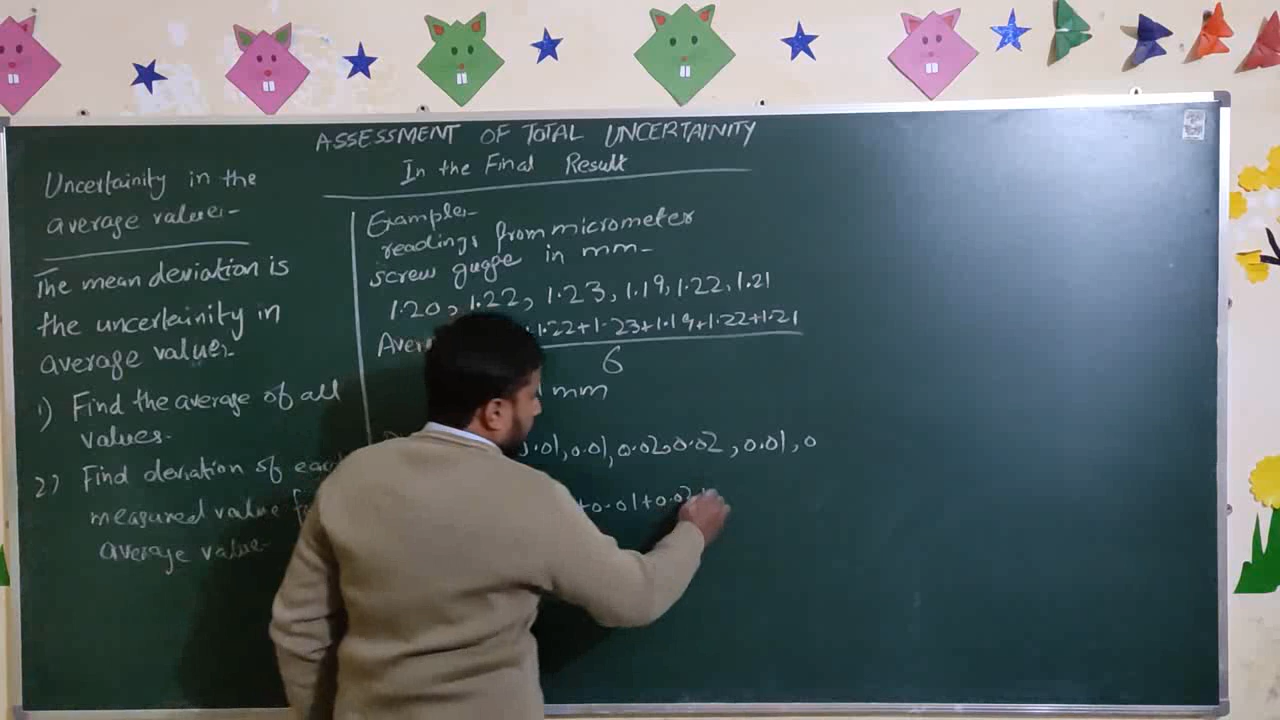 ASSESSMENT OF TOTAL UNCERTAINITY
In the Final Result
Uncertainity in the
average value:-
The mean deviation is
the uncertainity in
average value.
1) Find the average of all
values.
2) Find deviation of each
measured value
average value.
Example:-
readings from micrometer
screw guage in mm-
1.20, 1.22, 1.23, 1.19, 1.22, 1.21
1.22+1.23+1.19+1.22+1.21
6
mm
0.01, 0.01, 0.02, 0.02, 0.01, 0
+0.01+0.02+